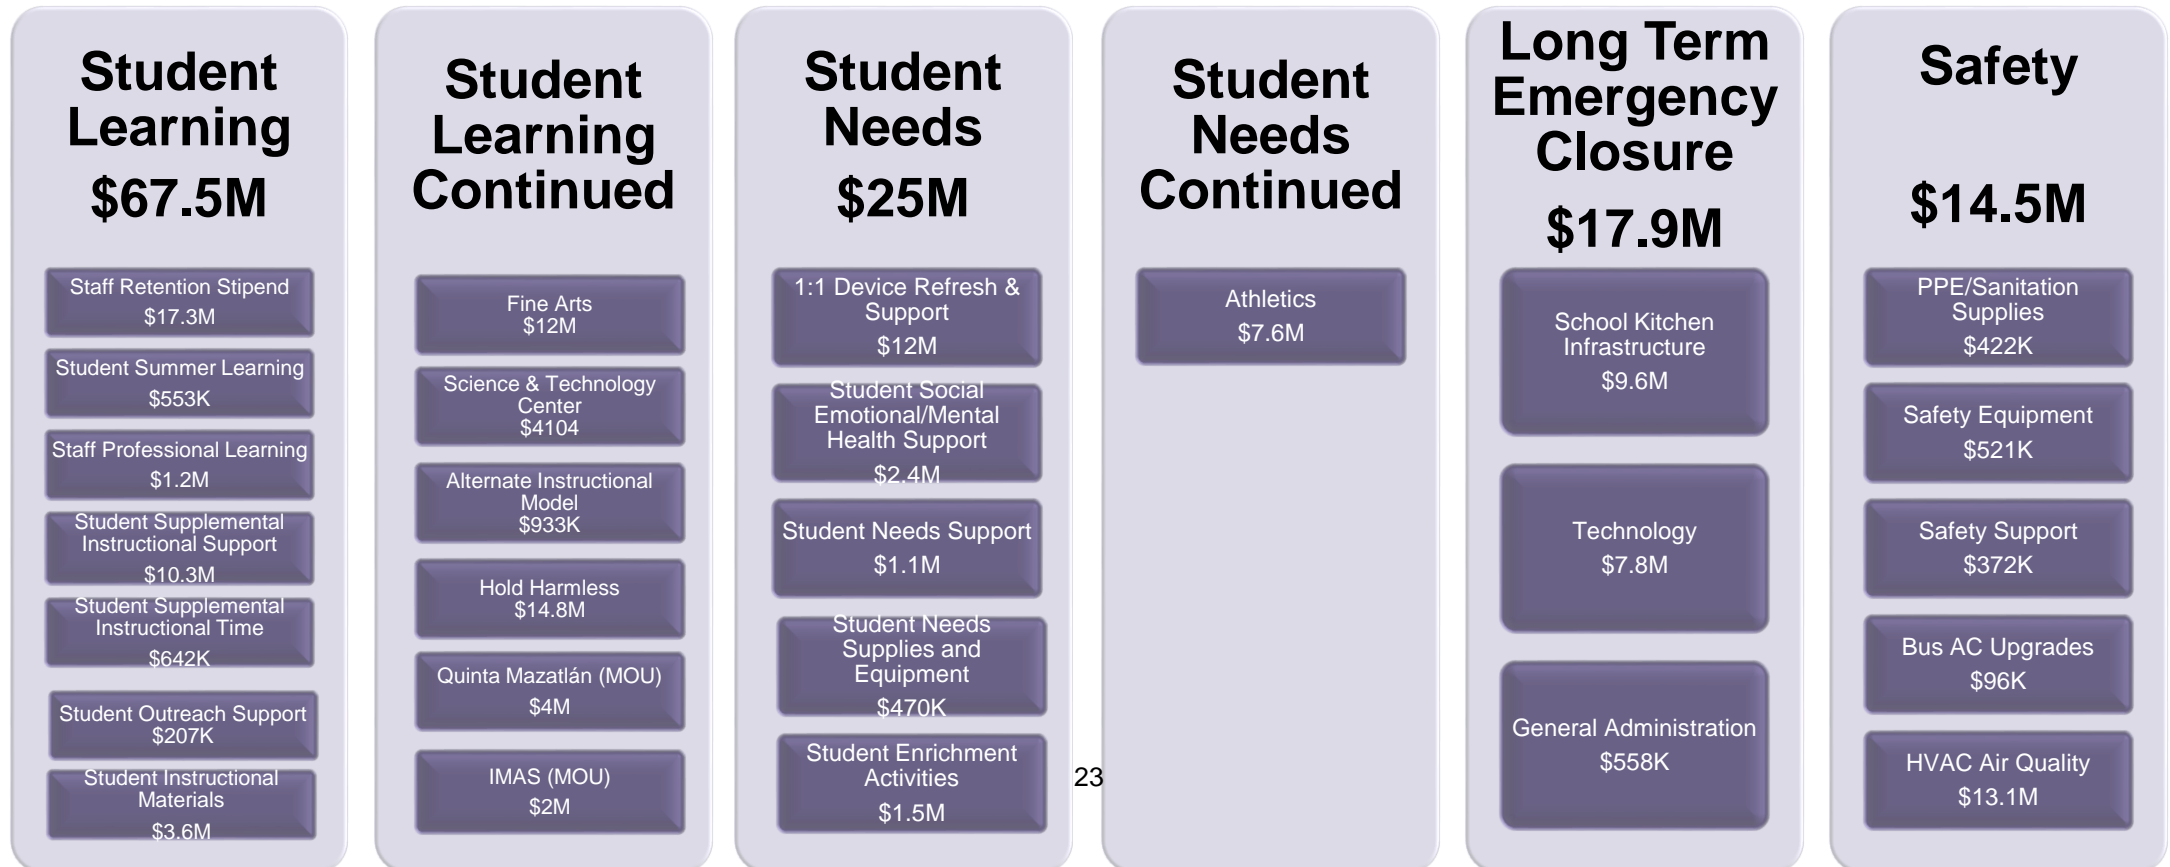 Student
Learning
$67.5M
Staff Retention Stipend
$17.3M
Student Summer Learning
$553K
Staff Professional Learning
$1.2M
Student Supplemental
Instructional Support
$10.3M
Student Supplemental
Instructional Time
$642K
Student Outreach Support
$207K
Student Instructional
Materials
$3.6M
Student
Learning
Continued
Fine Arts
$12M
Science & Technology
Center
$4104
Alternate Instructional
Model
$933K
Hold Harmless
$14.8M
Quinta Mazatlán (MOU)
$4M
IMAS (MOU)
$2M
Student
Needs
$25M
1:1 Device Refresh &
Support
$12M
Student Social
Emotional/Mental
Health Support
$2.4M
Student Needs Support
$1.1M
Student Needs
Supplies and
Equipment
$470K
Student Enrichment
Activities
$1.5M
23
Student
Needs
Continued
Athletics
$7.6M
Long Term
Emergency
Closure
$17.9M
School Kitchen
Infrastructure
$9.6M
Technology
$7.8M
General Administration
$558K
Safety
$14.5M
PPE/Sanitation
Supplies
$422K
Safety Equipment
$521K
Safety Support
$372K
Bus AC Upgrades
$96K
HVAC Air Quality
$13.1M